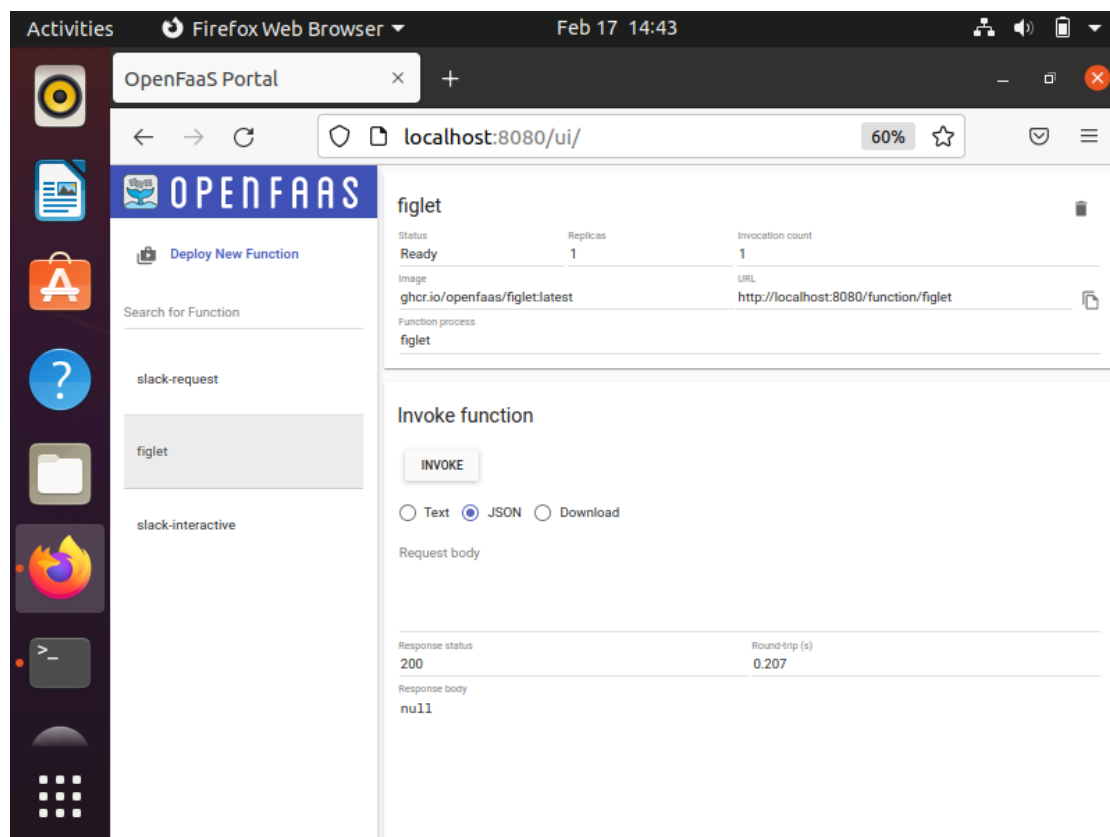 Activities Firefox Web Browser Feb 17 14:43
OpenFaaS Portal
localhost:8080/ui/ 60%
OPENFAAS
Deploy New Function
Search for Function
slack-request
figlet
slack-interactive
figlet
Status Replicas Invocation count
Ready 1 1
Image URL
ghcr.io/openfaas/figlet:latest http://localhost:8080/function/figlet
Function process
figlet
Invoke function
INVOKE
Text JSON Download
Request body
Response status Round-trip (s)
200 0.207
Response body
null